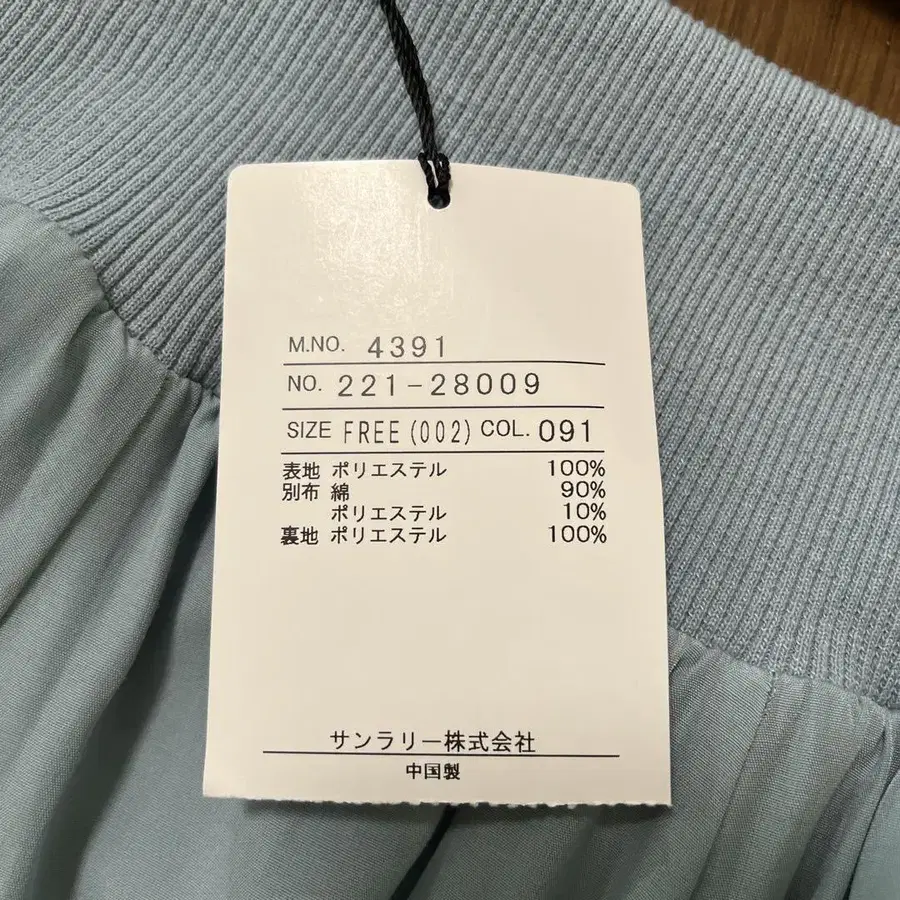 M.NO. 4391
NO. 221-28009
SIZE FREE(002) COL. 091
表地 ポリエステル 100%
別布 綿 90%
ポリエステル 10%
裏地 ポリエステル 100%
サンラリー株式会社
中国製